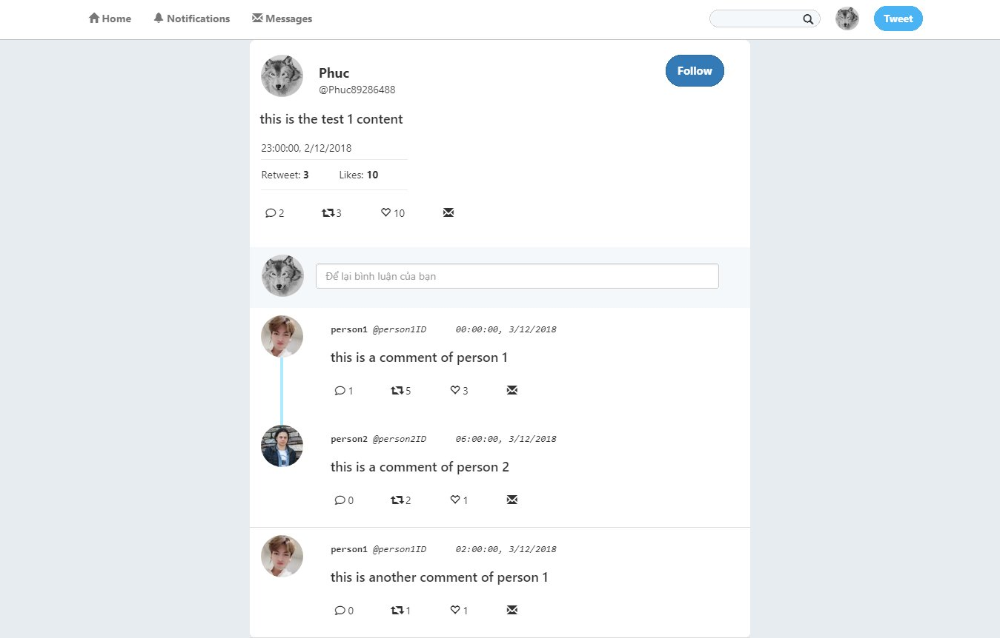 Home Notifications Messages Tweet
Phuc Follow
@Phuc89286488
this is the test 1 content
23:00:00, 2/12/2018
Retweet: 3 Likes: 10
2 3 10
Để lại bình luận của bạn
person1 @person1ID 00:00:00, 3/12/2018
this is a comment of person 1
1 5 3
person2 @person2ID 06:00:00, 3/12/2018
this is a comment of person 2
0 2 1
person1 @person1ID 02:00:00, 3/12/2018
this is another comment of person 1
0 1 1